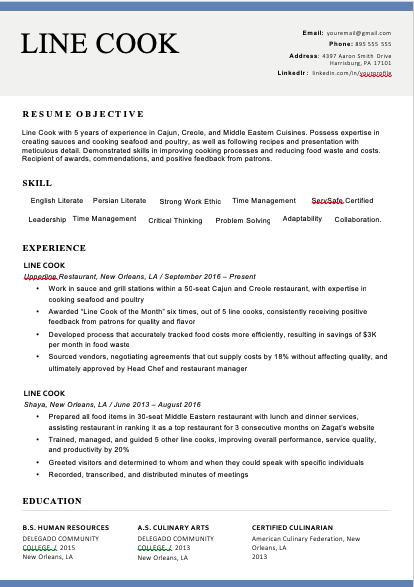 LINE COOK
Email: youremail@gmail.com
Phone: 895 555 555
Address: 4397 Aaron Smith Drive
Harrisburg, PA 17101
LinkedIr: linkedin.com/in/yourprofile
RESUME OBJECTIVE
Line Cook with 5 years of experience in Cajun, Creole, and Middle Eastern Cuisines. Possess expertise in
creating sauces and cooking seafood and poultry, as well as following recipes and presentation with
meticulous detail. Demonstrated skills in improving cooking processes and reducing food waste and costs.
Recipient of awards, commendations, and positive feedback from patrons.
SKILL
English Literate Persian Literate Strong Work Ethic Time Management ServSafe Certified
Leadership Time Management Critical Thinking Problem Solving Adaptability Collaboration.
EXPERIENCE
LINE COOK
Upperline Restaurant, New Orleans, LA / September 2016 – Present
• Work in sauce and grill stations within a 50-seat Cajun and Creole restaurant, with expertise in
cooking seafood and poultry
• Awarded “Line Cook of the Month” six times, out of 5 line cooks, consistently receiving positive
feedback from patrons for quality and flavor
• Developed process that accurately tracked food costs more efficiently, resulting in savings of $3K
per month in food waste
• Sourced vendors, negotiating agreements that cut supply costs by 18% without affecting quality, and
ultimately approved by Head Chef and restaurant manager
LINE COOK
Shaya, New Orleans, LA / June 2013 – August 2016
• Prepared all food items in 30-seat Middle Eastern restaurant with lunch and dinner services,
assisting restaurant in ranking it as a top restaurant for 3 consecutive months on Zagat's website
• Trained, managed, and guided 5 other line cooks, improving overall performance, service quality,
and productivity by 20%
• Greeted visitors and determined to whom and when they could speak with specific individuals
• Recorded, transcribed, and distributed minutes of meetings
EDUCATION
B.S. HUMAN RESOURCES
DELEGADO COMMUNITY
COLLEGE / 2015
New Orleans, LA
A.S. CULINARY ARTS
DELEGADO COMMUNITY
COLLEGE / 2013
New Orleans, LA
CERTIFIED CULINARIAN
American Culinary Federation, New
Orleans, LA
2013